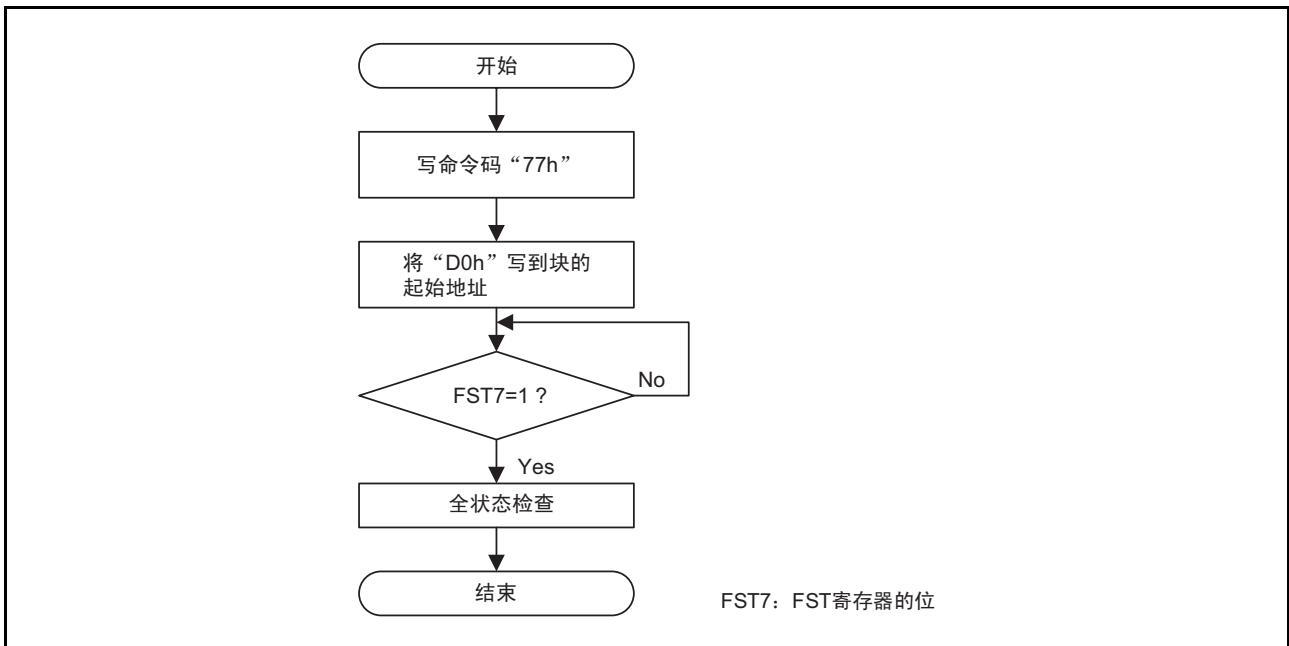 开始
写命令码“77h”
将“D0h”写到块的
起始地址
FST7=1 ?
No
Yes
全状态检查
结束
FST7：FST寄存器的位